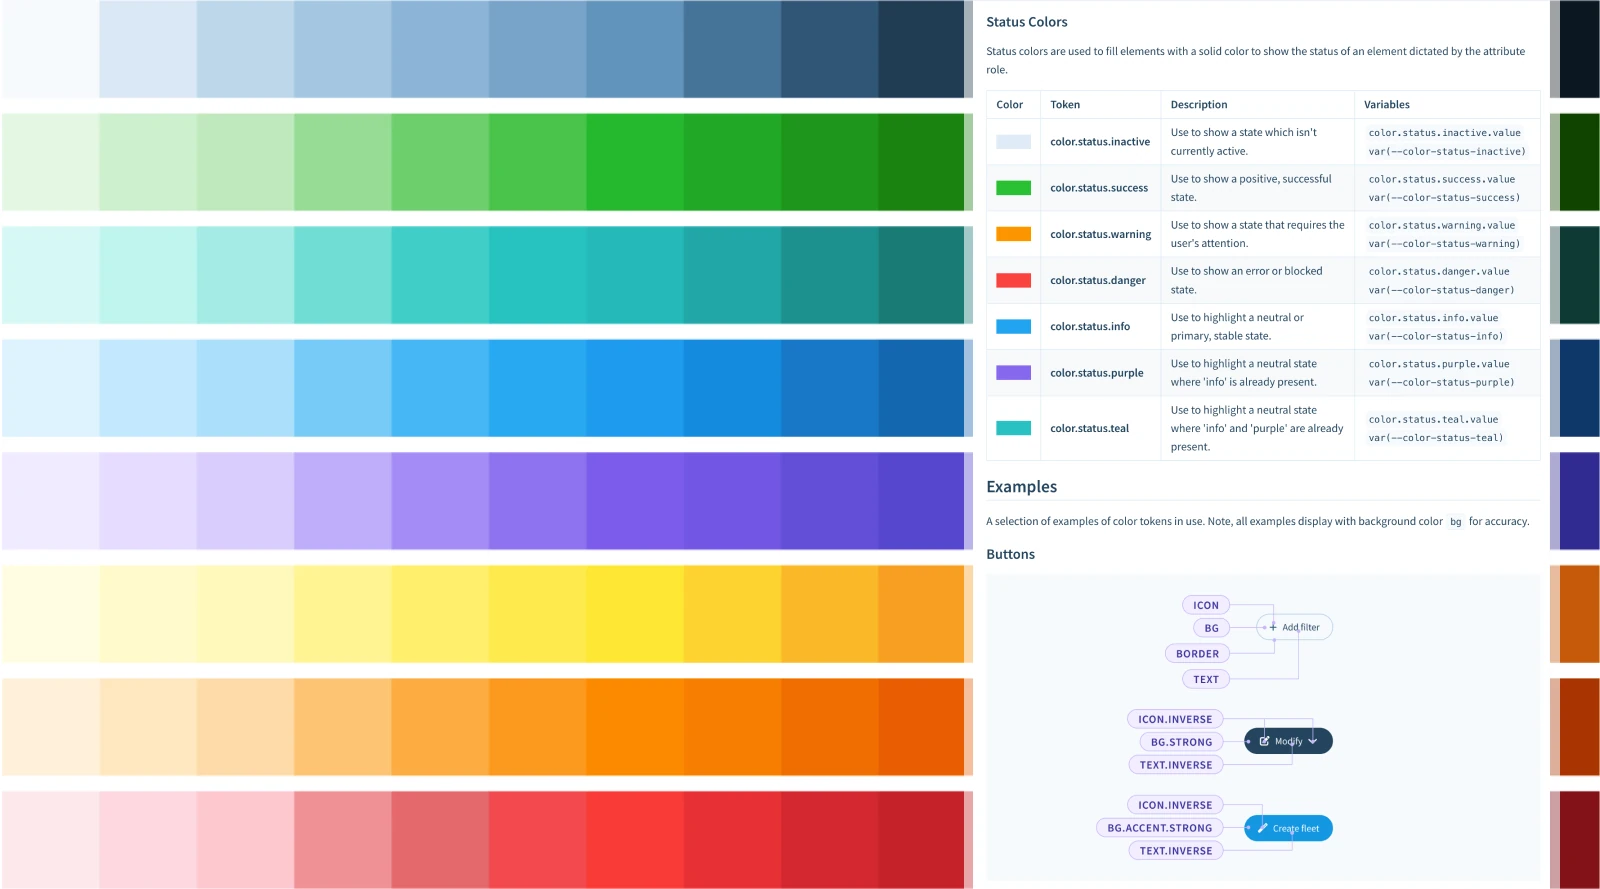 Status Colors
Status colors are used to fill elements with a solid color to show the status of an element dictated by the attribute
role.
Color Token Description Variables
color.status.inactive
Use to show a state which isn't
currently active.
color.status.inactive.value
var(--color-status-inactive)
color.status.success
Use to show a positive, successful
state.
color.status.success.value
var(--color-status-success)
color.status.warning
Use to show a state that requires the
user's attention.
color.status.warning.value
var(--color-status-warning)
color.status.danger
Use to show an error or blocked
state.
color.status.danger.value
var(--color-status-danger)
color.status.info
Use to highlight a neutral or
primary, stable state.
color.status.info.value
var(--color-status-info)
color.status.purple
Use to highlight a neutral state
where 'info' is already present.
color.status.purple.value
var(--color-status-purple)
color.status.teal
Use to highlight a neutral state
where 'info' and 'purple' are already
present.
color.status.teal.value
var(--color-status-teal)
Examples
A selection of examples of color tokens in use. Note, all examples display with background color bg for accuracy.
Buttons
ICON
BG
BORDER
TEXT
Add filter
ICON.INVERSE
BG.STRONG
TEXT.INVERSE
Modify
ICON.INVERSE
BG.ACCENT.STRONG
TEXT.INVERSE
Create fleet